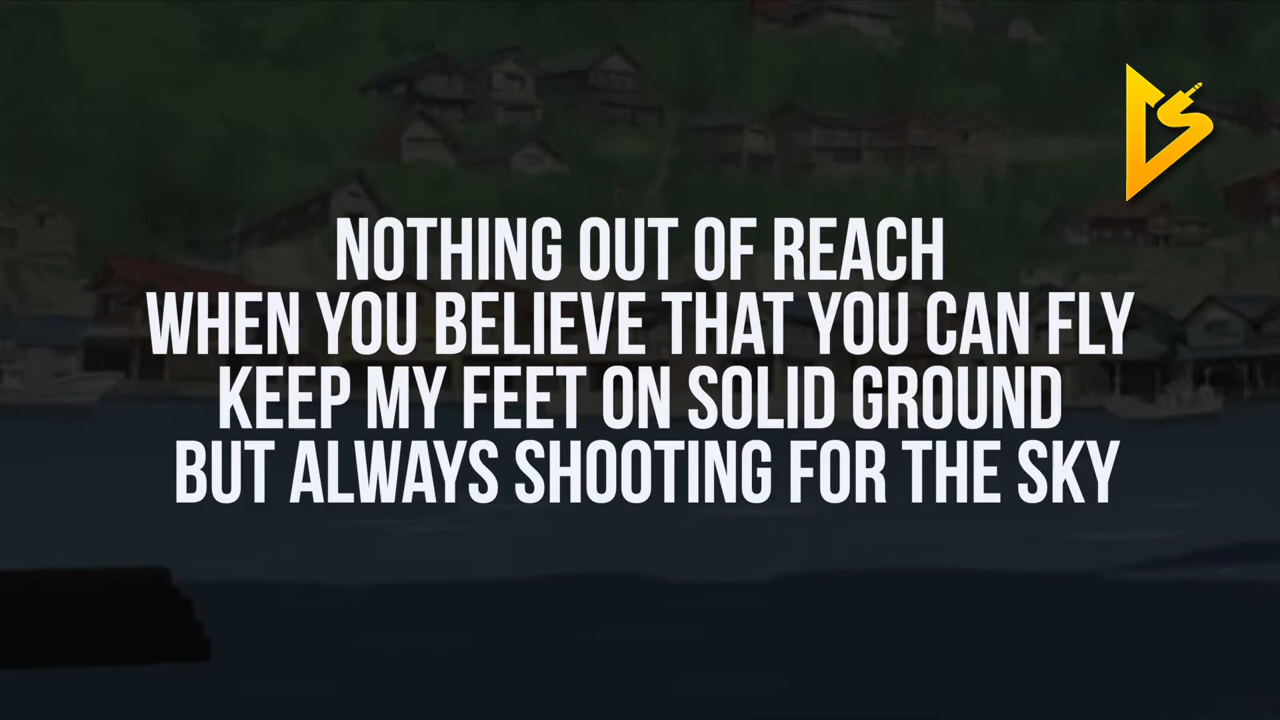 NOTHING OUT OF REACH
WHEN YOU BELIEVE THAT YOU CAN FLY
KEEP MY FEET ON SOLID GROUND
BUT ALWAYS SHOOTING FOR THE SKY